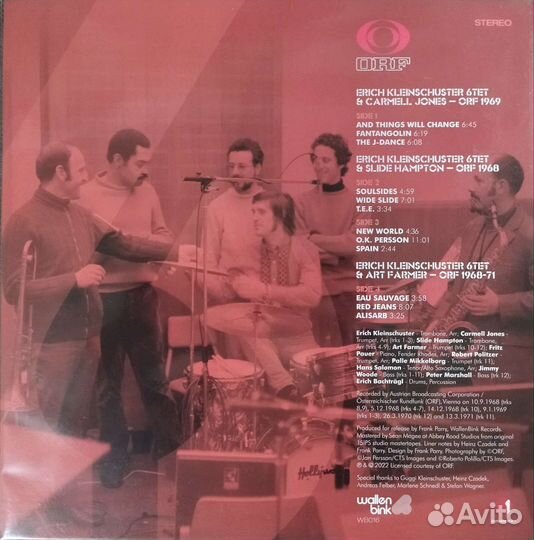 STEREO
ORF
ERICH KLEINSCHUSTER 6TET
& CARMELL JONES – ORF 1969
SIDE 1
AND THINGS WILL CHANGE 6:45
FANTANGOLIN 6:19
THE J-DANCE 6:08
ERICH KLEINSCHUSTER 6TET
& SLIDE HAMPTON – ORF 1968
SIDE 2
SOULSIDES 4:59
WIDE SLIDE 7:01
T.E.E. 3:34
SIDE 3
NEW WORLD 4:36
O.K. PERSSON 11:01
SPAIN 2:44
ERICH KLEINSCHUSTER 6TET
& ART FARMER – ORF 1968-71
SIDE 4
EAU SAUVAGE 3:58
RED JEANS 8:07
ALISARB 3:25
Erich Kleinschuster - Trombone, Arr; Carmell Jones -
Trumpet, Arr (trks 1-3); Slide Hampton - Trombone,
Arr (trks 4-9); Art Farmer - Trumpet (trks 10-12); Fritz
Pauer - Piano, Fender Rhodes, Arr; Robert Politzer -
Trumpet, Arr; Palle Mikkelborg - Trumpet (trk 11);
Hans Salomon - Tenor/Alto Saxophone, Arr; Jimmy
Woode - Bass (trks 1-11); Peter Marshall - Bass (trk 12);
Erich Bachträgl - Drums, Percussion
Recorded by Austrian Broadcasting Corporation /
Österreichischer Rundfunk (ORF), Vienna on 10.9.1968 (trks
8,9), 5.12.1968 (trks 4-7), 14.12.1968 (trk 10), 9.1.1969
(trks 1-3), 26.3.1970 (trk 12) and 13.3.1971 (trk 11).
Produced for release by Frank Parry, WallenBink Records.
Mastered by Sean Magee at Abbey Road Studios from original
15IPS studio mastertapes. Liner notes by Heinz Czadek and
Frank Parry. Design by Frank Parry. Photography by ©ORF,
©Jan Persson/CTS Images and ©Roberto Polillo/CTS Images.
℗ & © 2022 Licensed courtesy of ORF.
Special thanks to Guggi Kleinschuster, Heinz Czadek,
Andreas Felber, Marlene Schnedl & Stefan Wagner.
wallen
bink
WB016
Avito